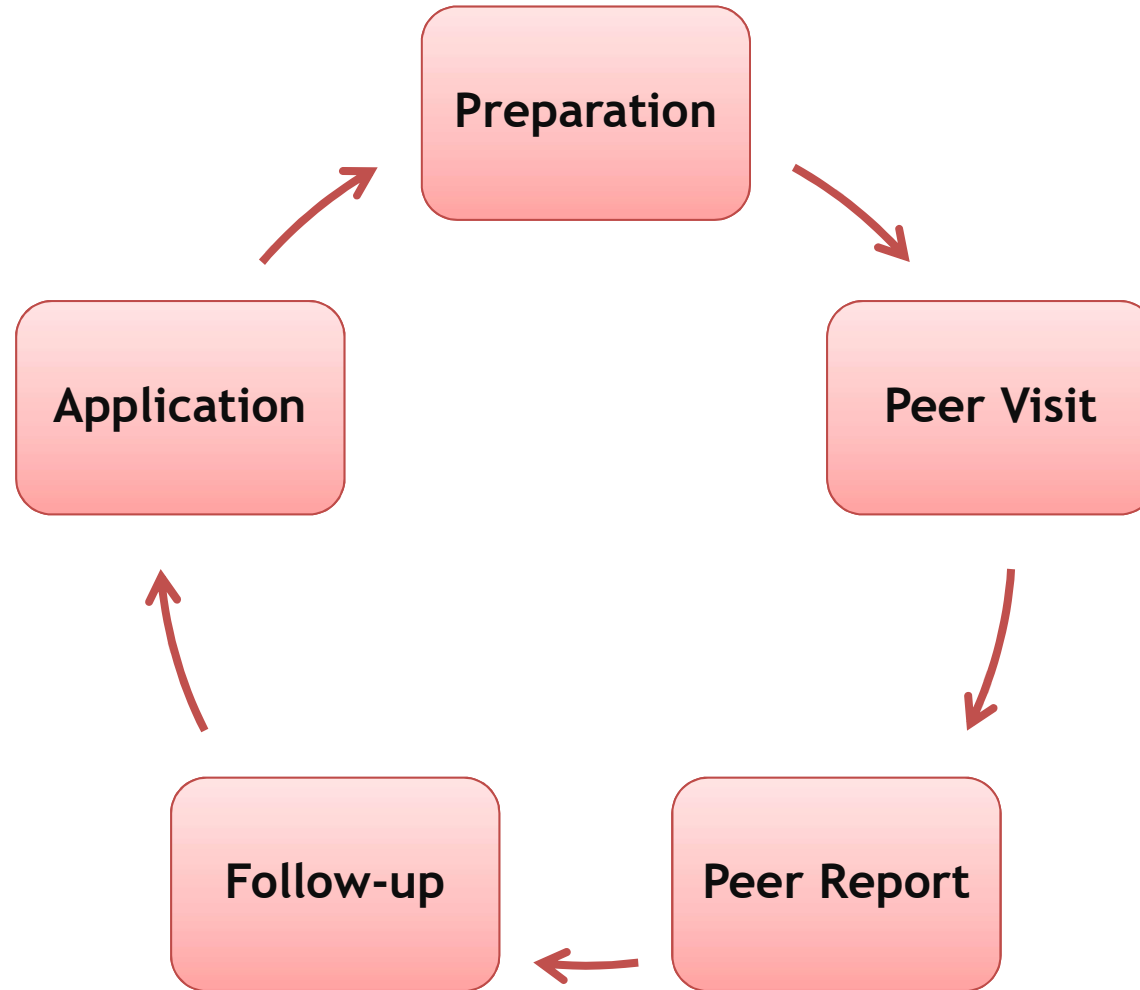 Preparation
Application
Peer Visit
Follow-up
Peer Report